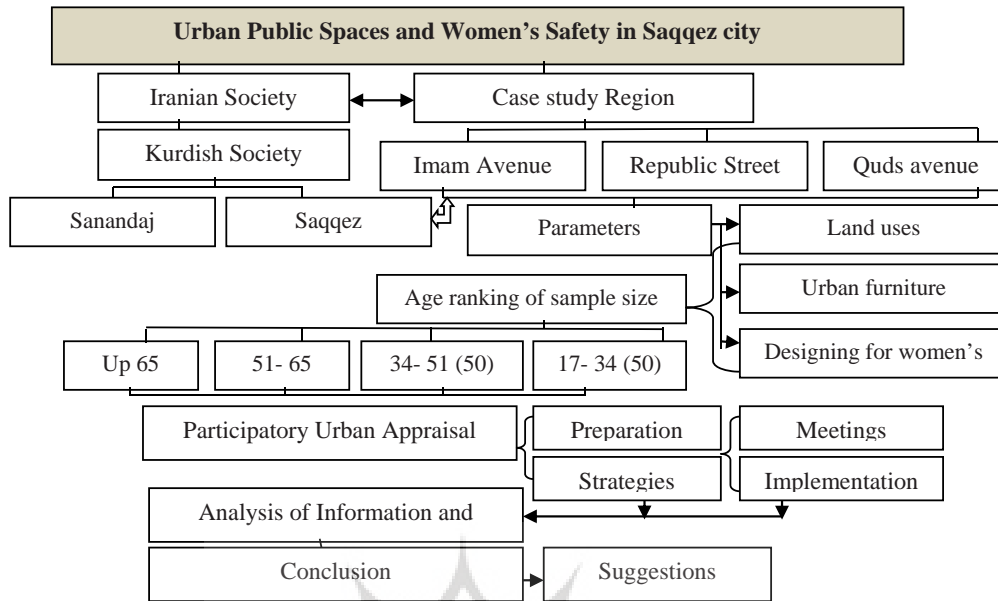 Urban Public Spaces and Women's Safety in Saqqez city
Iranian Society
Case study Region
Kurdish Society
Imam Avenue
Republic Street
Quds avenue
Sanandaj
Saqqez
Parameters
Land uses
Urban furniture
Age ranking of sample size
Designing for women's
Up 65
51- 65
34- 51 (50)
17- 34 (50)
Participatory Urban Appraisal
Preparation
Meetings
Strategies
Implementation
Analysis of Information and
Conclusion
Suggestions